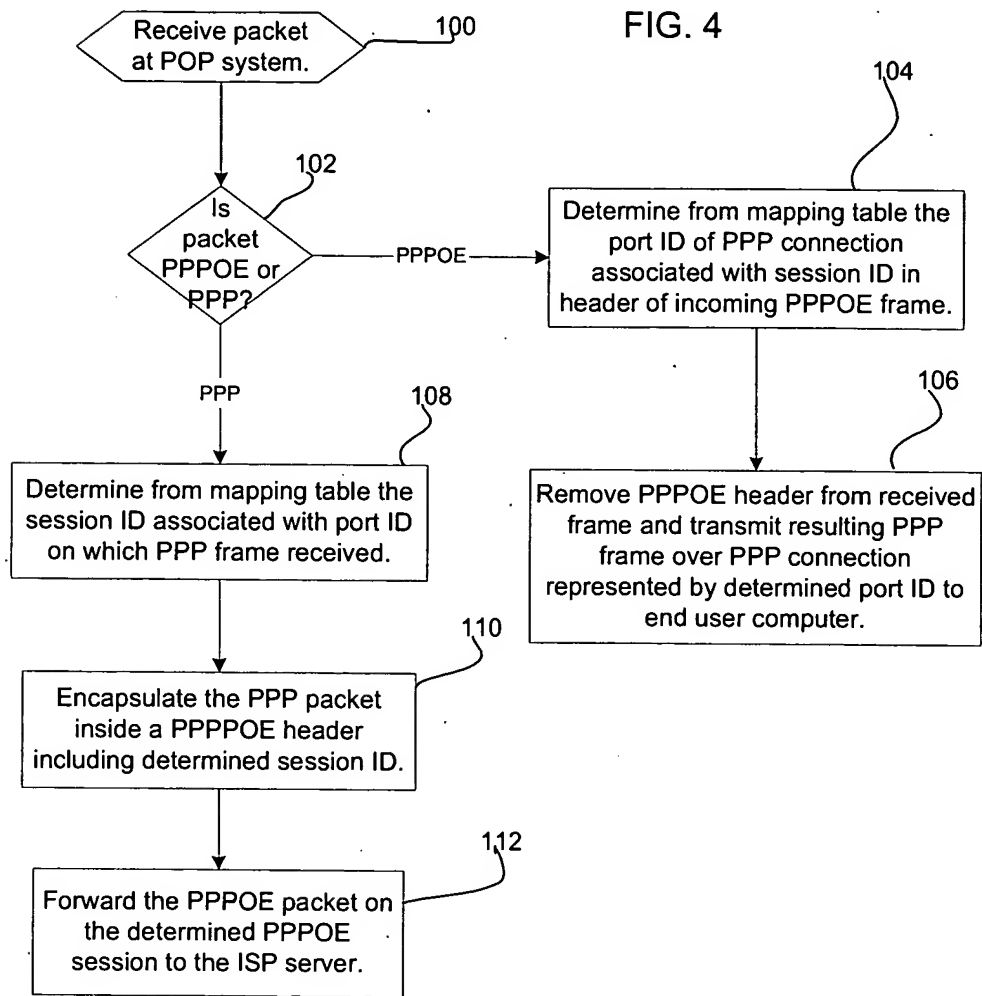 FIG. 4
Receive packet
at POP system.
100
102
Is
packet
PPPOE or
PPP?
PPPOE
104
Determine from mapping table the
port ID of PPP connection
associated with session ID in
header of incoming PPPOE frame.
106
Remove PPPOE header from received
frame and transmit resulting PPP
frame over PPP connection
represented by determined port ID to
end user computer.
PPP
108
Determine from mapping table the
session ID associated with port ID
on which PPP frame received.
110
Encapsulate the PPP packet
inside a PPPPOE header
including determined session ID.
112
Forward the PPPOE packet on
the determined PPPOE
session to the ISP server.